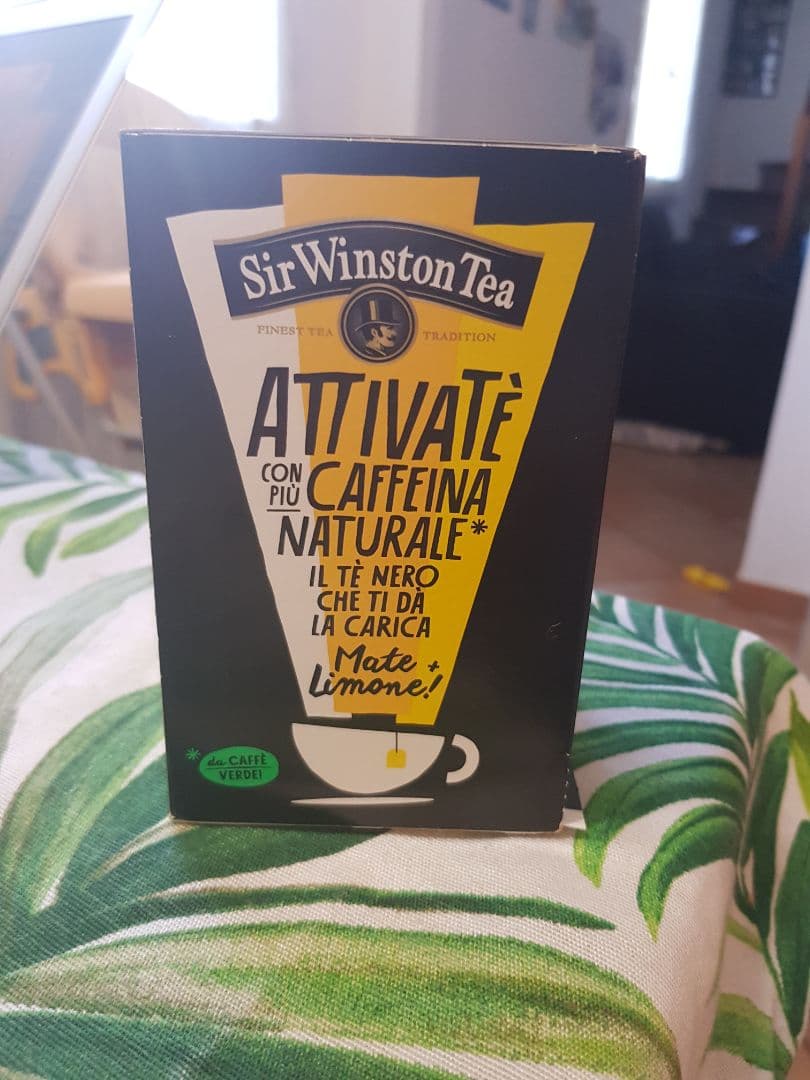 Sir Winston Tea
FINEST TEA TRADITION
ATTIVATÈ
CON PIÙ CAFFEINA
NATURALE*
IL TÈ NERO
CHE TI DÀ
LA CARICA
Mate +
Limone!
* da CAFFÈ
VERDE!